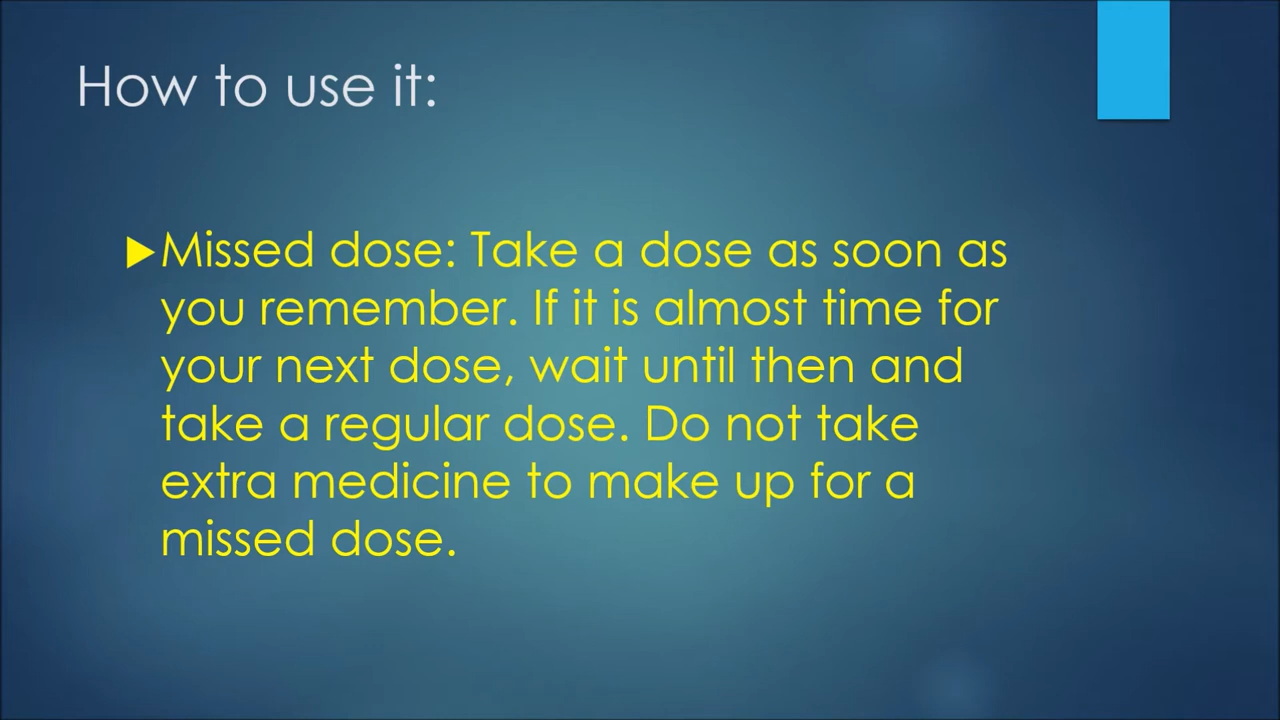 How to use it:
Missed dose: Take a dose as soon as
you remember. If it is almost time for
your next dose, wait until then and
take a regular dose. Do not take
extra medicine to make up for a
missed dose.